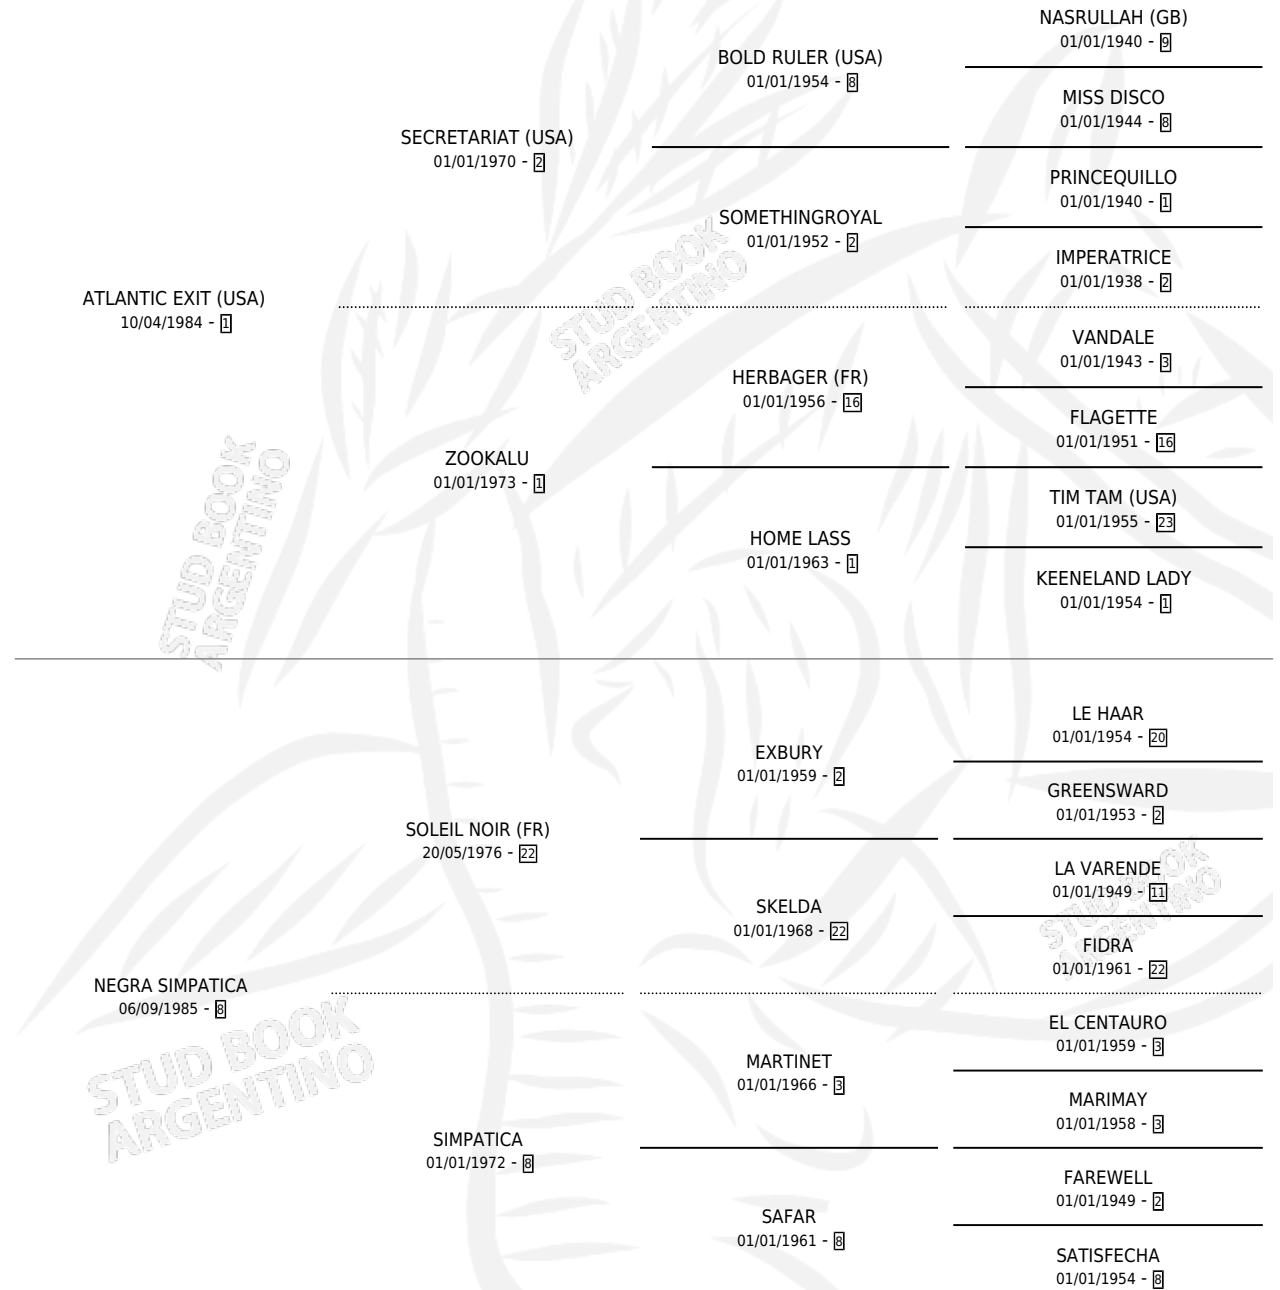 NASRULLAH (GB)
01/01/1940 - 9
BOLD RULER (USA)
01/01/1954 - 8
MISS DISCO
01/01/1944 - 8
SECRETARIAT (USA)
01/01/1970 - 2
PRINCEQUILLO
01/01/1940 - 1
SOMETHINGROYAL
01/01/1952 - 2
IMPERATRICE
01/01/1938 - 2
ATLANTIC EXIT (USA)
10/04/1984 - 1
VANDALE
01/01/1943 - 3
HERBAGER (FR)
01/01/1956 - 16
FLAGETTE
01/01/1951 - 16
ZOOKALU
01/01/1973 - 1
TIM TAM (USA)
01/01/1955 - 23
HOME LASS
01/01/1963 - 1
KEENELAND LADY
01/01/1954 - 1
LE HAAR
01/01/1954 - 20
EXBURY
01/01/1959 - 2
GREENSWARD
01/01/1953 - 2
SOLEIL NOIR (FR)
20/05/1976 - 22
LA VARENDE
01/01/1949 - 11
SKELDA
01/01/1968 - 22
FIDRA
01/01/1961 - 22
NEGRA SIMPATICA
06/09/1985 - 8
EL CENTAURO
01/01/1959 - 3
MARTINET
01/01/1966 - 3
MARIMAY
01/01/1958 - 3
SIMPATICA
01/01/1972 - 8
FAREWELL
01/01/1949 - 2
SAFAR
01/01/1961 - 8
SATISFECHA
01/01/1954 - 8
STUD BOOK
ARGENTINO
STUD BOOK
ARGENTINO
STUD BOOK
ARGENTINO
STUD BOOK
ARGENTINO